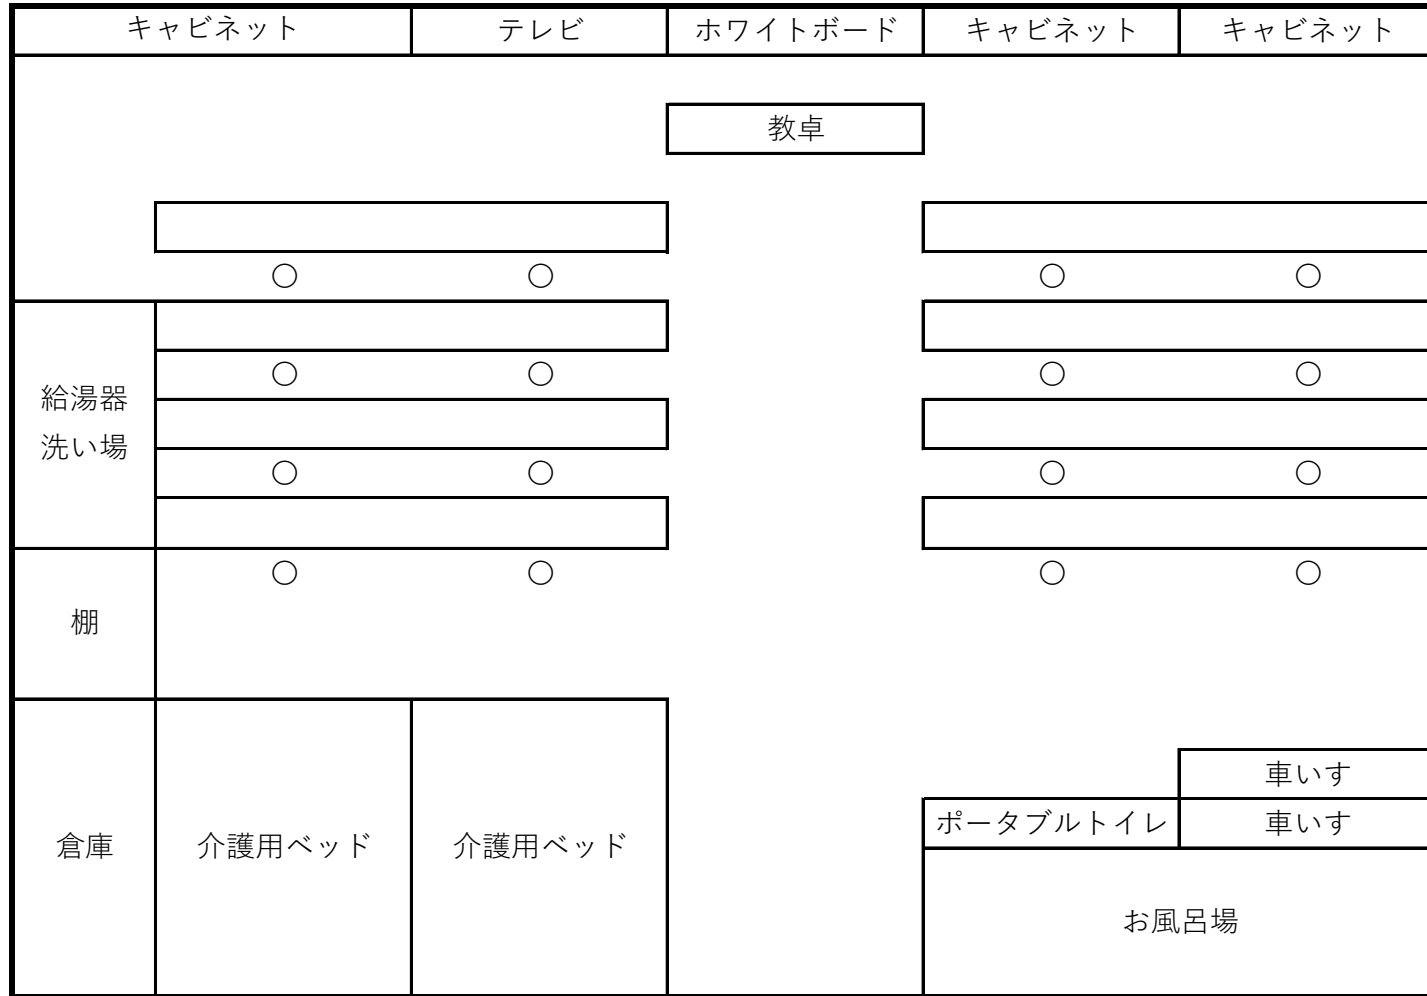 キャビネット テレビ ホワイトボード キャビネット キャビネット
教卓
○ ○ ○ ○
○ ○ ○ ○
給湯器
洗い場
○ ○ ○ ○
○ ○ ○ ○
棚
車いす
ポータブルトイレ 車いす
倉庫 介護用ベッド 介護用ベッド
お風呂場